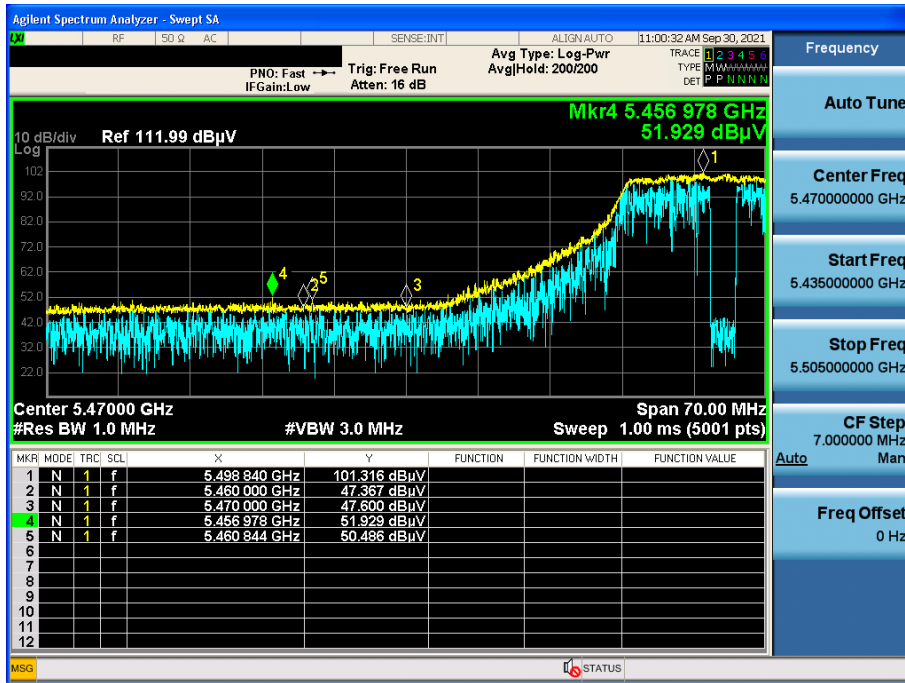 Agilent Spectrum Analyzer - Swept SA
LXI RF 50 Ω AC SENSE:INT ALIGN AUTO 11:00:32 AM Sep 30, 2021
PNO: Fast Trig: Free Run Avg Type: Log-Pwr TRACE 1 2 3 4 5 6
IFGain:Low Atten: 16 dB Avg|Hold: 200/200 TYPE M W W W W W
DET P P N N N N
Mkr4 5.456 978 GHz
51.929 dBµV
10 dB/div Ref 111.99 dBµV
Log
102
92.0
82.0
72.0
62.0
52.0
42.0
32.0
22.0
1
4
2
5
3
Center 5.47000 GHz Span 70.00 MHz
#Res BW 1.0 MHz #VBW 3.0 MHz Sweep 1.00 ms (5001 pts)
MKR MODE TRC SCL X Y FUNCTION FUNCTION WIDTH FUNCTION VALUE
1 N 1 f 5.498 840 GHz 101.316 dBµV
2 N 1 f 5.460 000 GHz 47.367 dBµV
3 N 1 f 5.470 000 GHz 47.600 dBµV
4 N 1 f 5.456 978 GHz 51.929 dBµV
5 N 1 f 5.460 844 GHz 50.486 dBµV
6
7
8
9
10
11
12
MSG STATUS
Frequency
Auto Tune
Center Freq
5.470000000 GHz
Start Freq
5.435000000 GHz
Stop Freq
5.505000000 GHz
CF Step
7.000000 MHz
Auto Man
Freq Offset
0 Hz